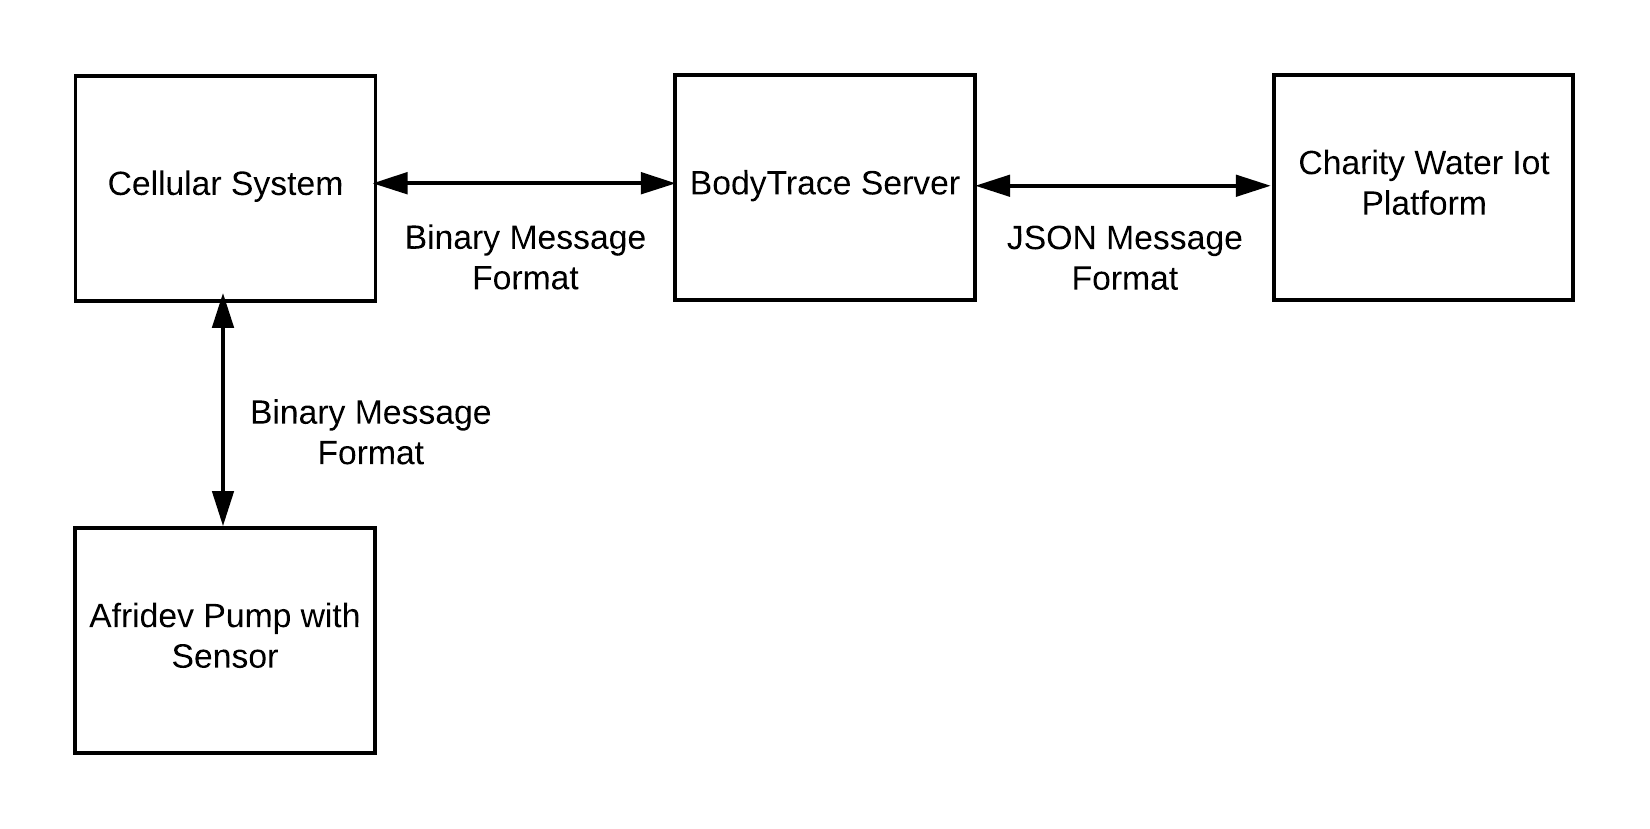 Cellular System
BodyTrace Server
Charity Water Iot
Platform
Binary Message
Format
JSON Message
Format
Binary Message
Format
Afridev Pump with
Sensor